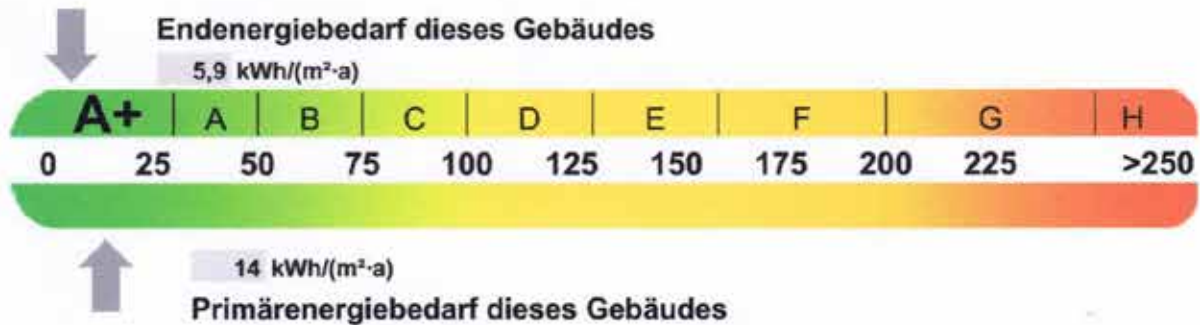 Endenergiebedarf dieses Gebäudes
5,9 kWh/(m²·a)
A+ A B C D E F G H
0 25 50 75 100 125 150 175 200 225 >250
14 kWh/(m²·a)
Primärenergiebedarf dieses Gebäudes